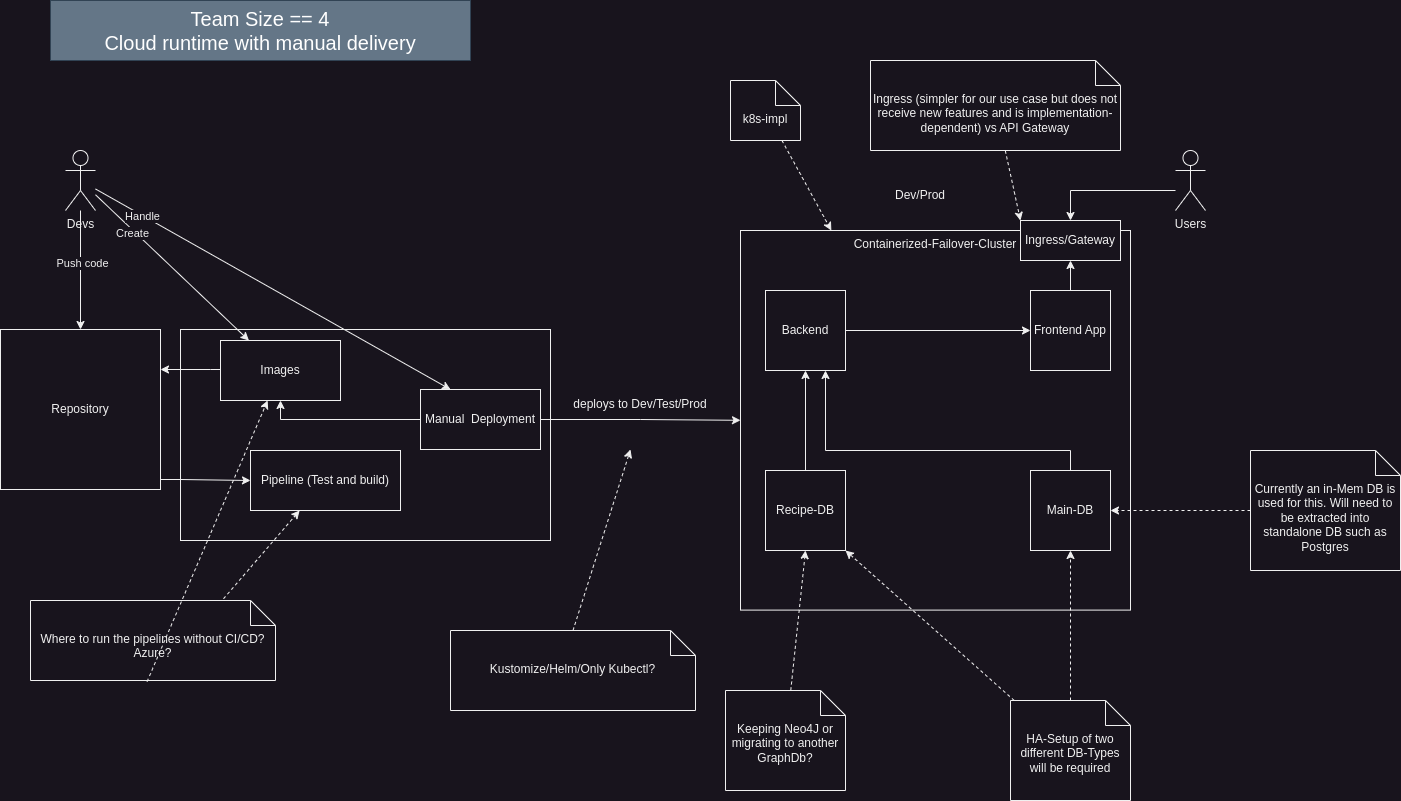 Team Size == 4
Cloud runtime with manual delivery
k8s-impl
Ingress (simpler for our use case but does not
receive new features and is implementation-
dependent) vs API Gateway
Dev/Prod
Devs
Handle
Create
Push code
Users
Containerized-Failover-Cluster
Ingress/Gateway
Backend
Frontend App
Images
Repository
Manual  Deployment
deploys to Dev/Test/Prod
Pipeline (Test and build)
Recipe-DB
Main-DB
Currently an in-Mem DB is
used for this. Will need to
be extracted into
standalone DB such as
Postgres
Where to run the pipelines without CI/CD?
Azure?
Kustomize/Helm/Only Kubectl?
Keeping Neo4J or
migrating to another
GraphDb?
HA-Setup of two
different DB-Types
will be required